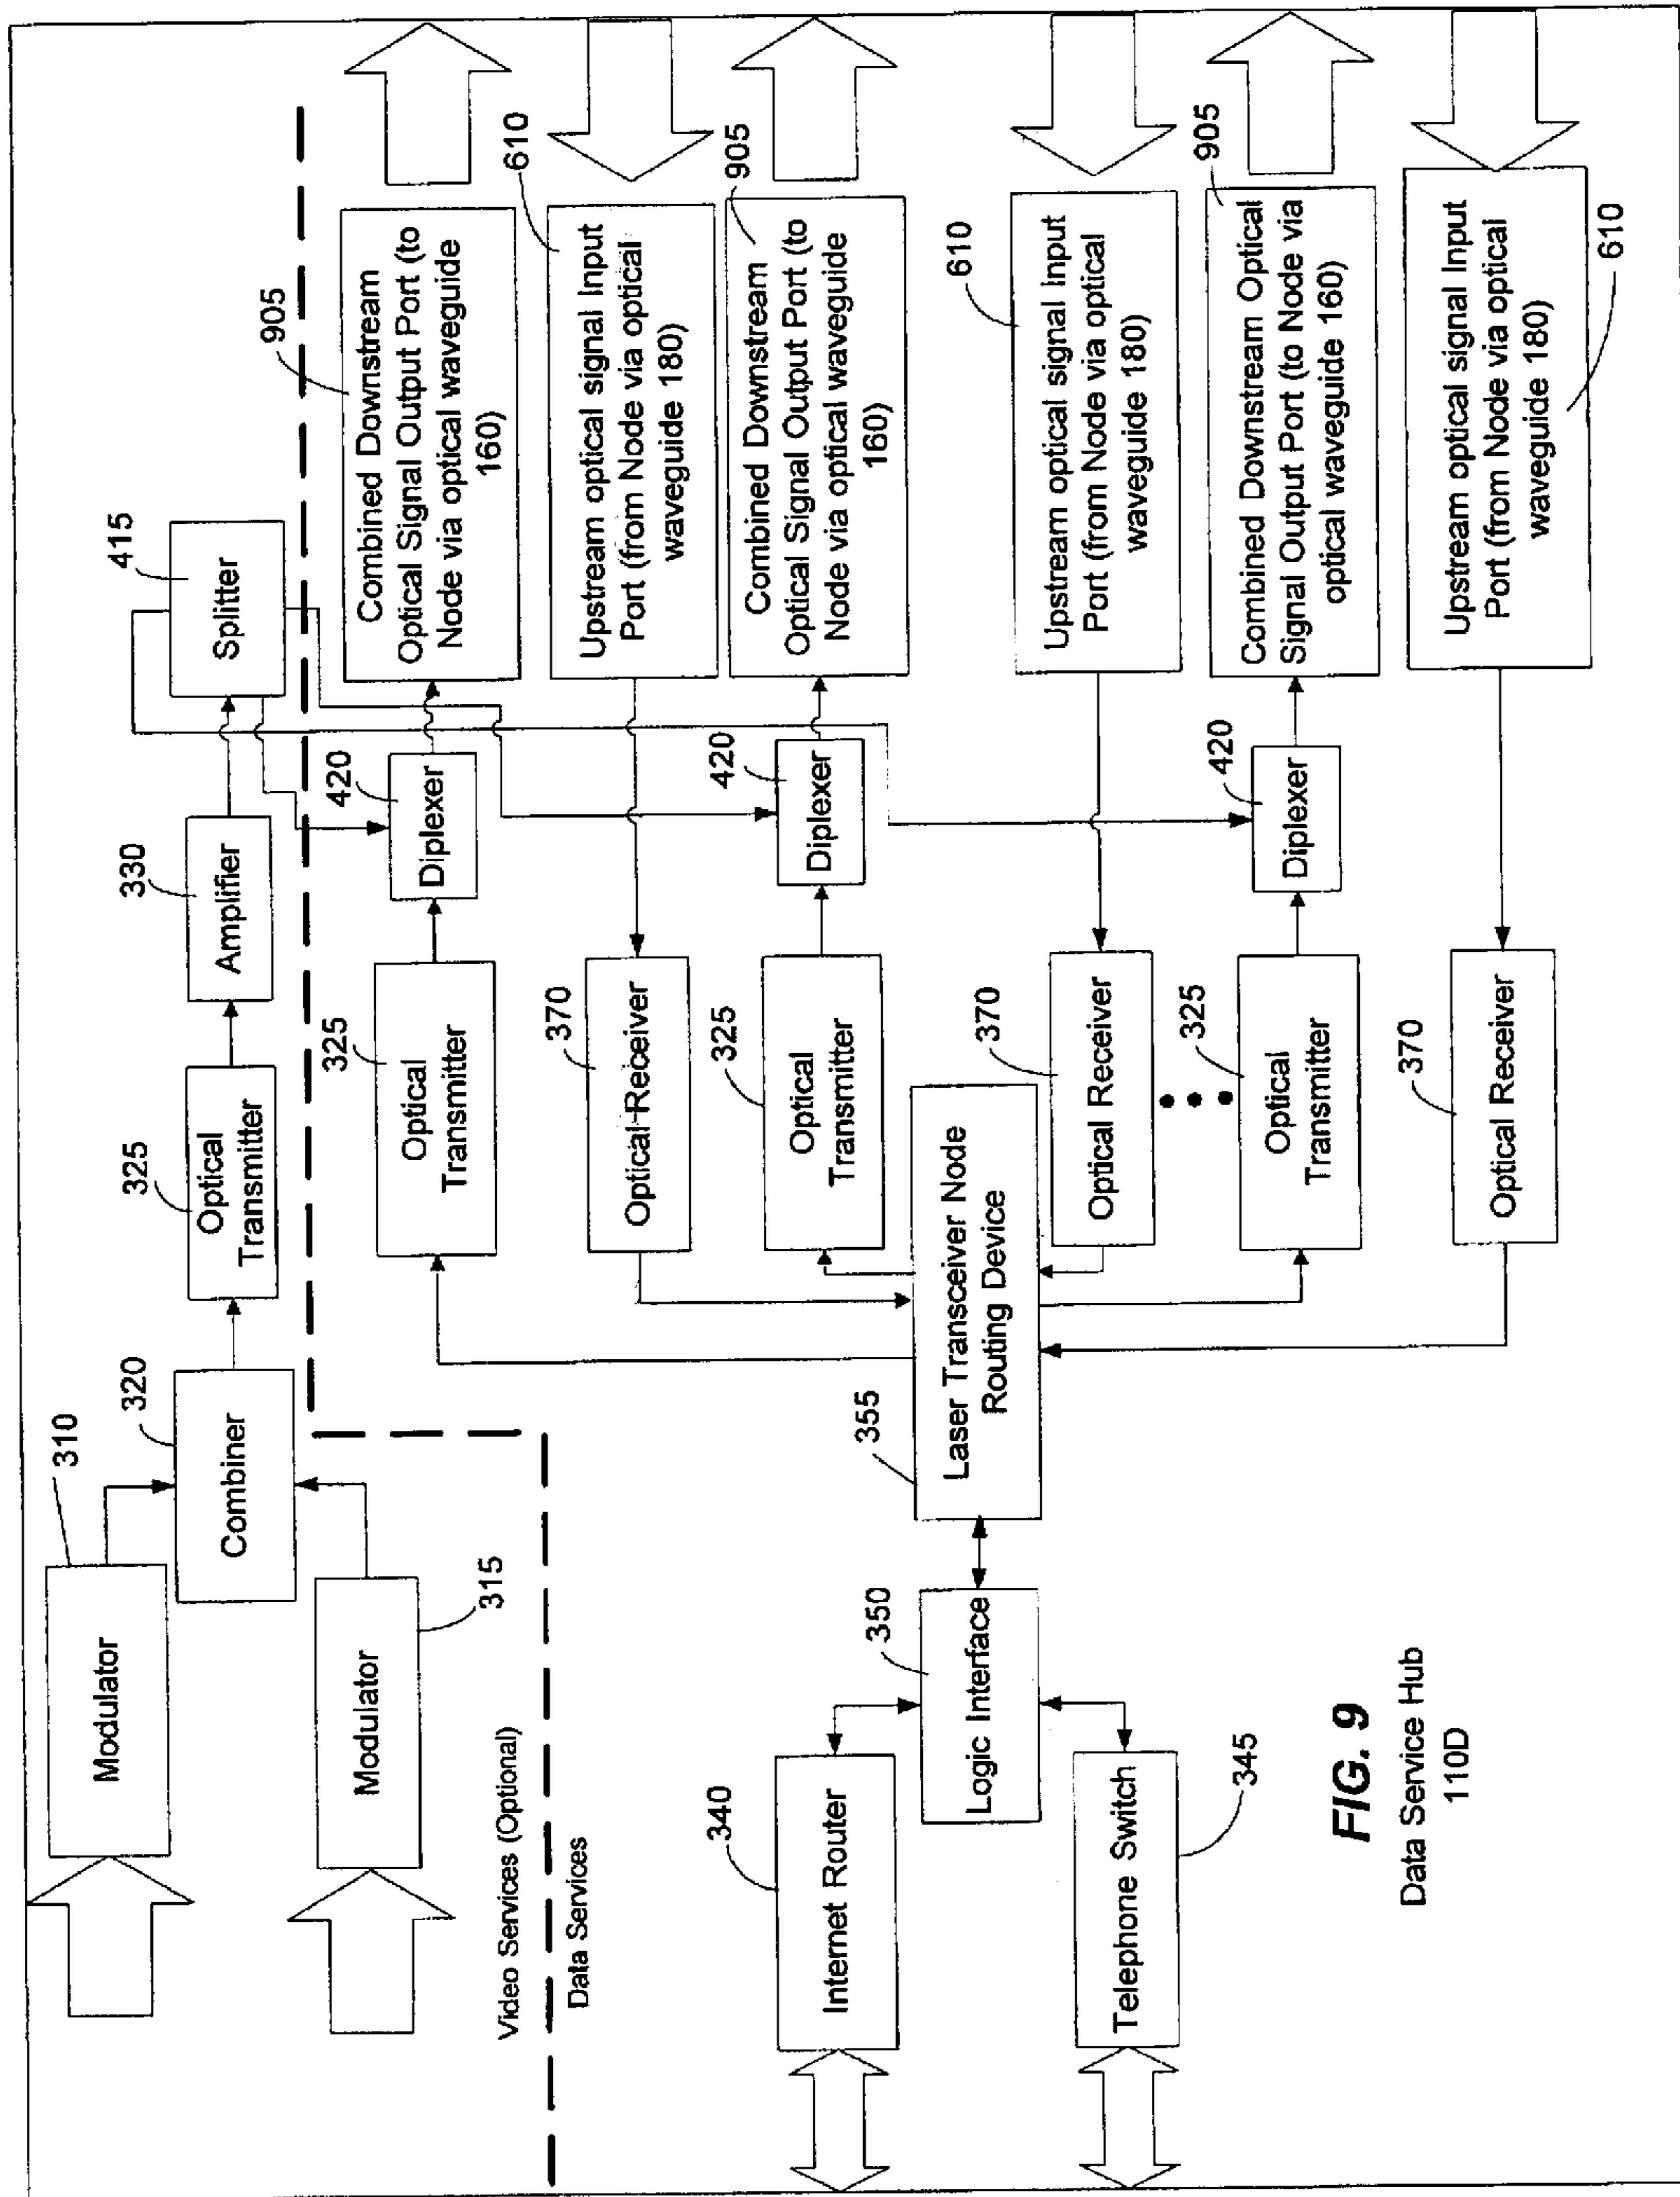 310
Modulator
320
Combiner
325
Optical
Transmitter
330
Amplifier
415
Splitter
Modulator
315
Video Services (Optional)
Data Services
905
325
Optical
Transmitter
420
Diplexer
Combined Downstream
Optical Signal Output Port (to
Node via optical waveguide
160)
370
Optical Receiver
610
Upstream optical signal Input
Port (from Node via optical
waveguide 180)
325
Optical
Transmitter
420
Diplexer
905
Combined Downstream
Optical Signal Output Port (to
Node via optical waveguide
160)
340
Internet Router
350
Logic Interface
355
Laser Transceiver Node
Routing Device
370
Optical Receiver
610
Upstream optical signal Input
Port (from Node via optical
waveguide 180)
Telephone Switch
345
325
Optical
Transmitter
420
Diplexer
905
Combined Downstream Optical
Signal Output Port (to Node via
optical waveguide 160)
370
Optical Receiver
Upstream optical signal Input
Port (from Node via optical
waveguide 180)
610
FIG. 9
Data Service Hub
110D